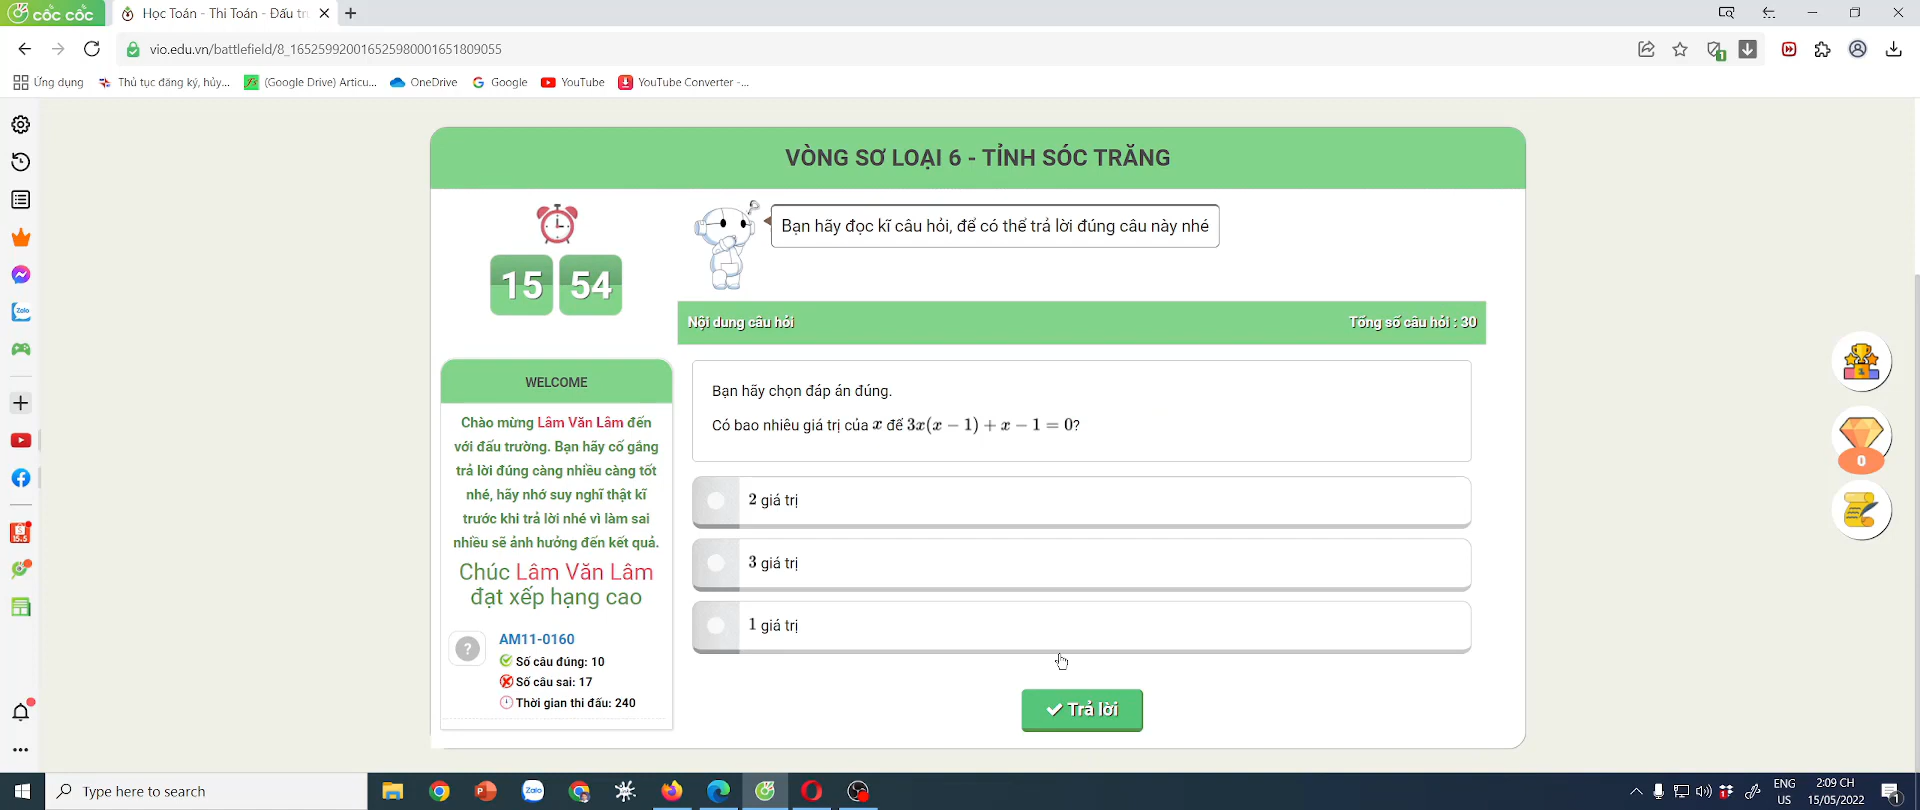 cốc cốc
Học Toán - Thi Toán - Đấu tr
vio.edu.vn/battlefield/8_16525992001652598000165180905​5
Ứng dụng
Thủ tục đăng ký, hủy...
(Google Drive) Articu...
OneDrive
Google
YouTube
YouTube Converter -...
VÒNG SƠ LOẠI 6 - TỈNH SÓC TRĂNG
15 54
Bạn hãy đọc kĩ câu hỏi, để có thể trả lời đúng câu này nhé
Nội dung câu hỏi
Tổng số câu hỏi : 30
WELCOME
Chào mừng Lâm Văn Lâm đến
với đấu trường. Bạn hãy cố gắng
trả lời đúng càng nhiều càng tốt
nhé, hãy nhớ suy nghĩ thật kĩ
trước khi trả lời nhé vì làm sai
nhiều sẽ ảnh hưởng đến kết quả.
Chúc Lâm Văn Lâm
đạt xếp hạng cao
AM11-0160
Số câu đúng: 10
Số câu sai: 17
Thời gian thi đấu: 240
Bạn hãy chọn đáp án đúng.
Có bao nhiêu giá trị của x để 3x(x − 1) + x − 1 = 0?
2 giá trị
3 giá trị
1 giá trị
Trả lời
0
Zalo
15.5
Type here to search
Zalo
ENG
US
2:09 CH
15/05/2022
1